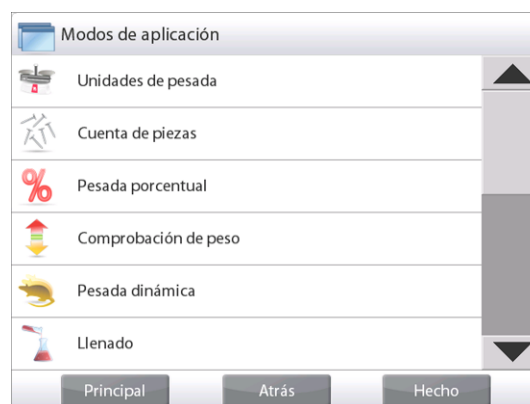 Modos de aplicación
Unidades de pesada
Cuenta de piezas
Pesada porcentual
Comprobación de peso
Pesada dinámica
Llenado
Principal Atrás Hecho